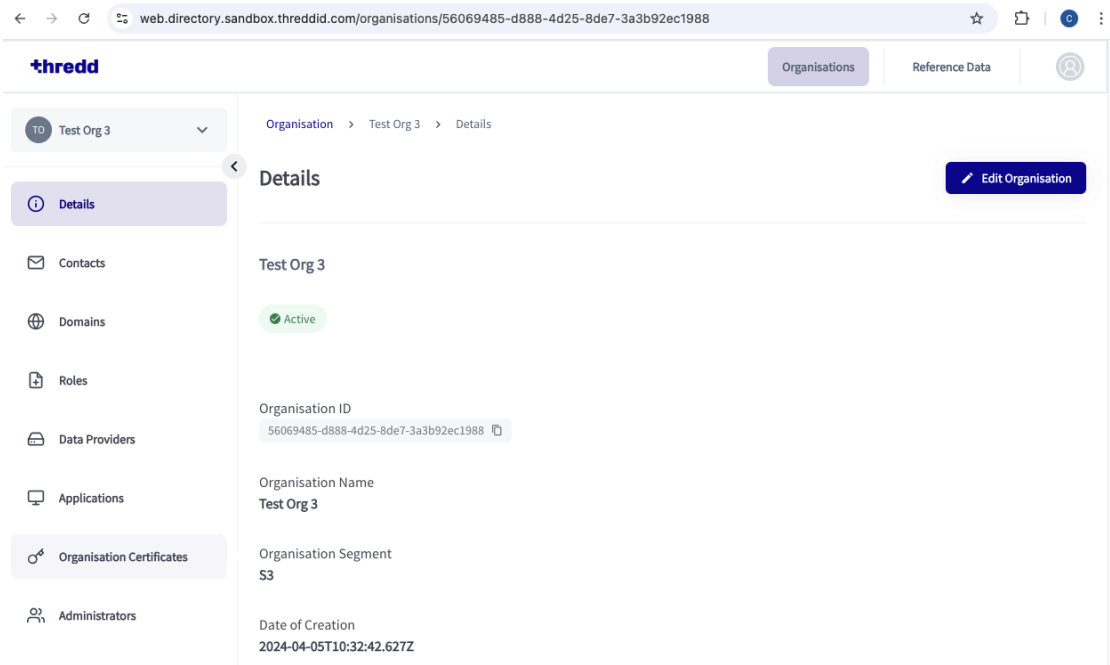 web.directory.sandbox.threddid.com/organisations/56069485-d888-4d25-8de7-3a3b92ec1988
C
thredd
Organisations
Reference Data
TO Test Org 3
Organisation > Test Org 3 > Details
Details
Edit Organisation
Details
Contacts
Domains
Roles
Data Providers
Applications
Organisation Certificates
Administrators
Test Org 3
Active
Organisation ID
56069485-d888-4d25-8de7-3a3b92ec1988
Organisation Name
Test Org 3
Organisation Segment
S3
Date of Creation
2024-04-05T10:32:42.627Z